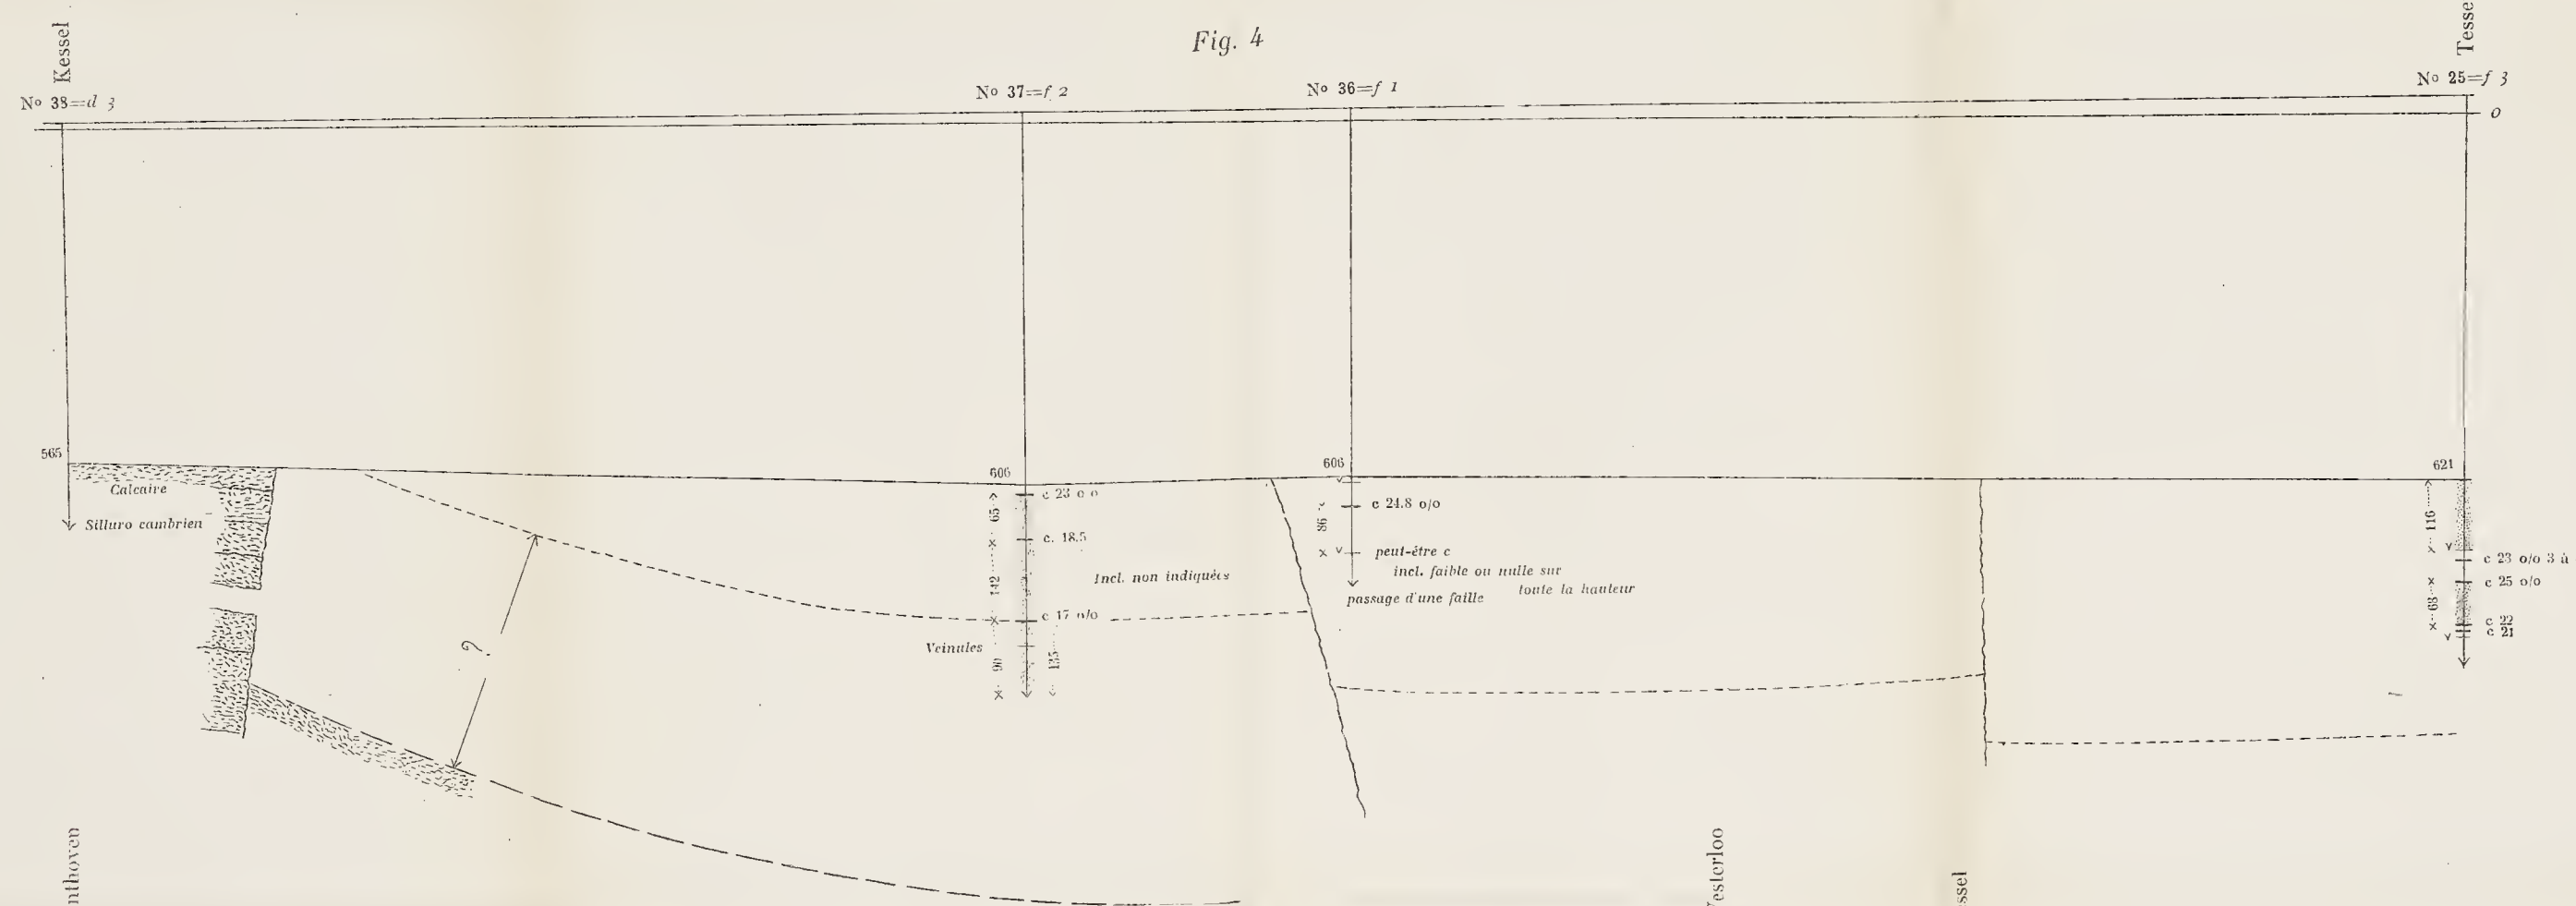 Fig. 4
Kessel
Tesse
No 38=d 3
No 37=f 2
No 36=f 1
No 25=f 3
0
565
606
606
621
Calcaire
Silluro cambrien
?
c 23 o o
65
c. 18.5
142
Incl. non indiquées
c 17 o/o
Veinules
90
135
c 24.8 o/o
86
peut-être c
incl. faible ou nulle sur
toute la hauteur
passage d'une faille
116
c 23 o/o 3 à
c 25 o/o
68
c 22
c 21
nthoven
esterloo
ssel